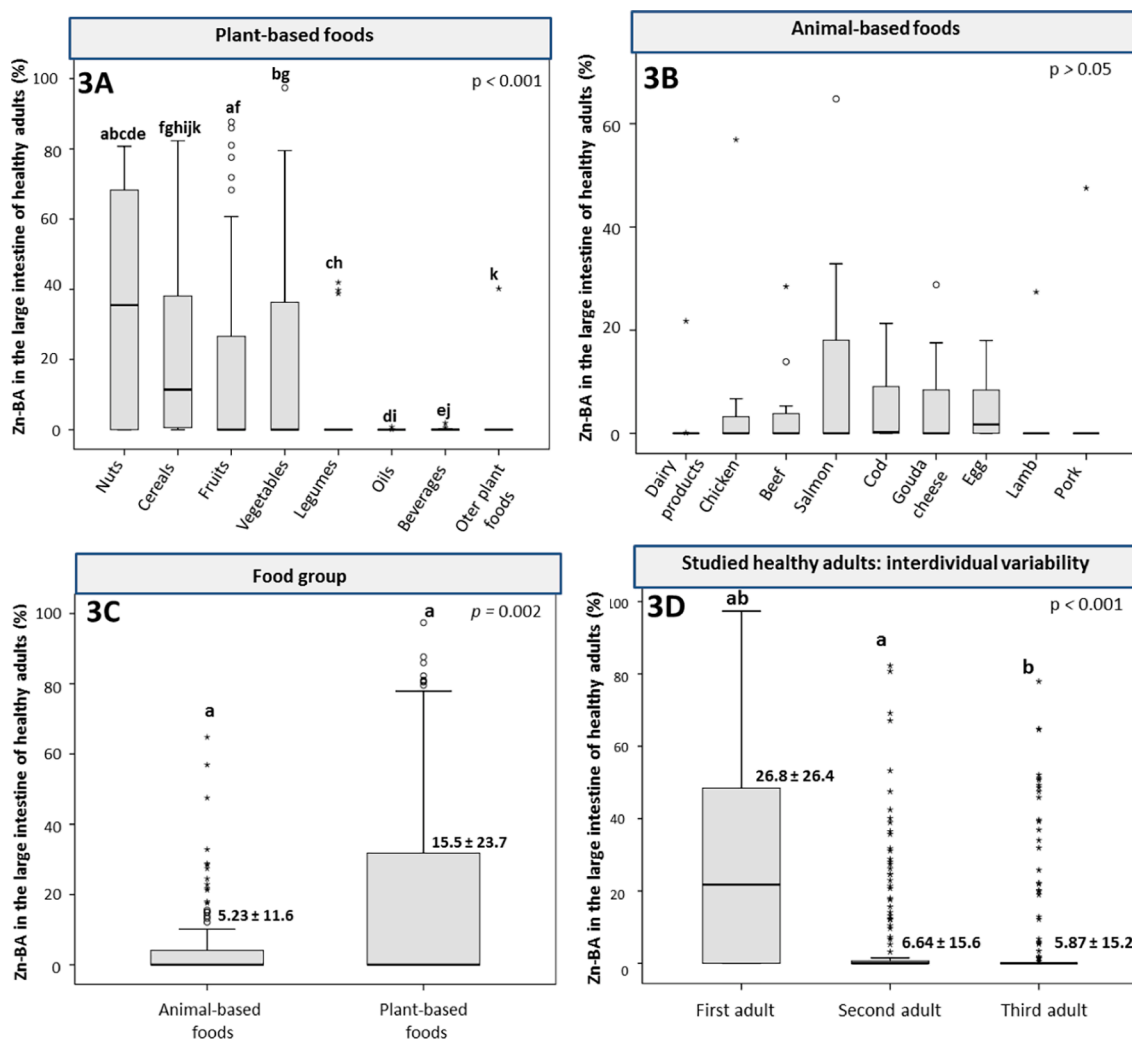 Plant-based foods
3A
p < 0.001
Zn-BA in the large intestine of healthy adults (%)
100
80
60
40
20
0
abcde
fghijk
af
bg
ch
di
ej
k
Nuts
Cereals
Fruits
Vegetables
Legumes
Oils
Beverages
Oter plant
foods
Animal-based foods
3B
p > 0.05
Zn-BA in the large intestine of healthy adults (%)
60
40
20
0
Dairy
products
Chicken
Beef
Salmon
Cod
Gouda
cheese
Egg
Lamb
Pork
Food group
3C
p = 0.002
Zn-BA in the large intestine of healthy adults (%)
100
80
60
40
20
0
a
a
5.23 ± 11.6
15.5 ± 23.7
Animal-based
foods
Plant-based
foods
Studied healthy adults: interdividual variability
3D
p < 0.001
Zn-BA in the large intestine of healthy adults (%)
100
80
60
40
20
0
ab
a
b
26.8 ± 26.4
6.64 ± 15.6
5.87 ± 15.2
First adult
Second adult
Third adult